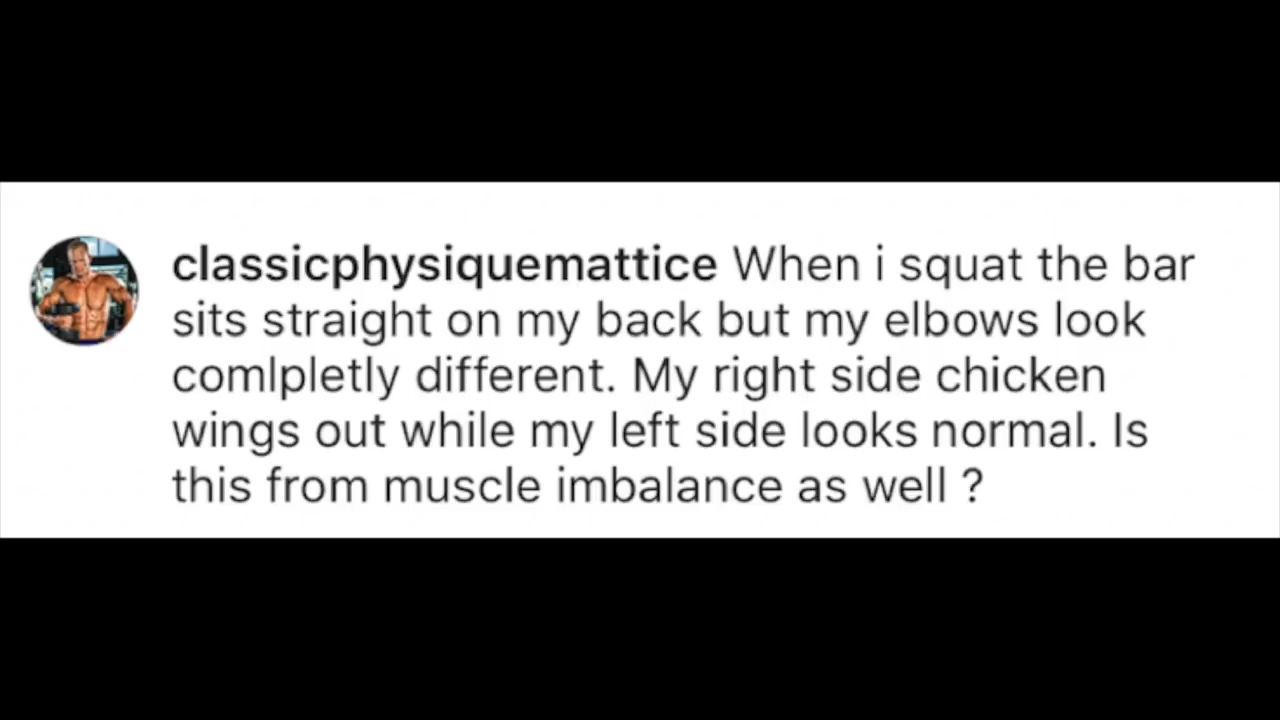 classicphysiquemattice When i squat the bar
sits straight on my back but my elbows look
comlpletly different. My right side chicken
wings out while my left side looks normal. Is
this from muscle imbalance as well ?